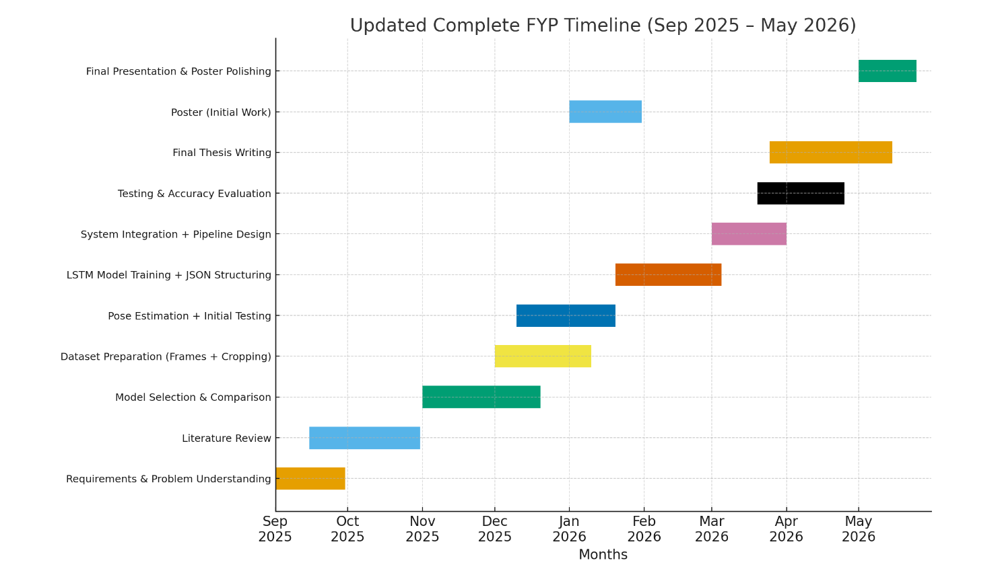 Updated Complete FYP Timeline (Sep 2025 – May 2026)
Final Presentation & Poster Polishing
Poster (Initial Work)
Final Thesis Writing
Testing & Accuracy Evaluation
System Integration + Pipeline Design
LSTM Model Training + JSON Structuring
Pose Estimation + Initial Testing
Dataset Preparation (Frames + Cropping)
Model Selection & Comparison
Literature Review
Requirements & Problem Understanding
Sep Oct Nov Dec Jan Feb Mar Apr May
2025 2025 2025 2025 2026 2026 2026 2026 2026
Months